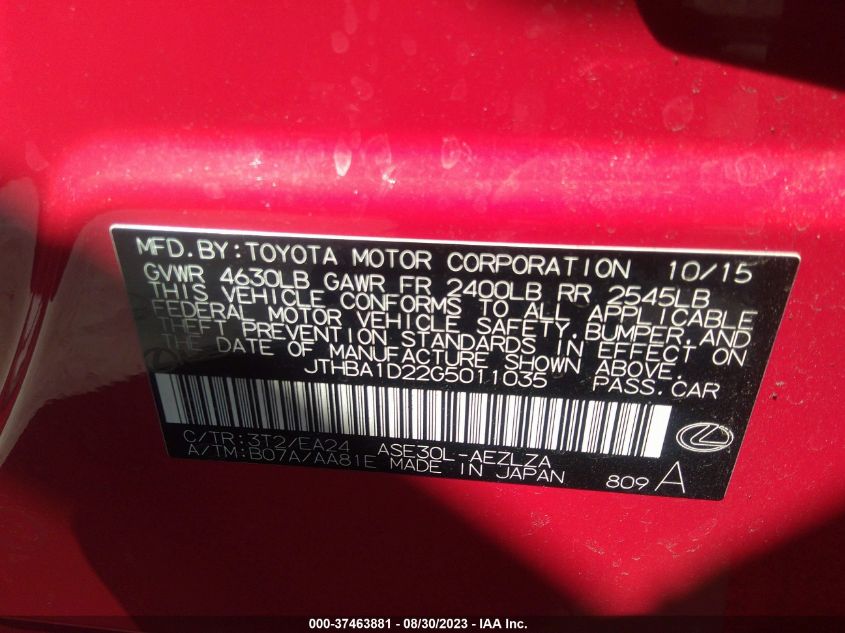 MFD.BY:TOYOTA MOTOR CORPORATION 10/15
GVWR 4630LB GAWR FR 2400LB RR 2545LB
THIS VEHICLE CONFORMS TO ALL APPLICABLE
FEDERAL MOTOR VEHICLE SAFETY,BUMPER,AND
THEFT PREVENTION STANDARDS IN EFFECT ON
THE DATE OF MANUFACTURE SHOWN ABOVE.
JTHBA1D22G5011035 PASS.CAR
C/TR:3T2/EA24 ASE30L-AEZLZA
A/TM:B07A/AA81E MADE IN JAPAN 809 A
000-37463881 - 08/30/2023 - IAA Inc.